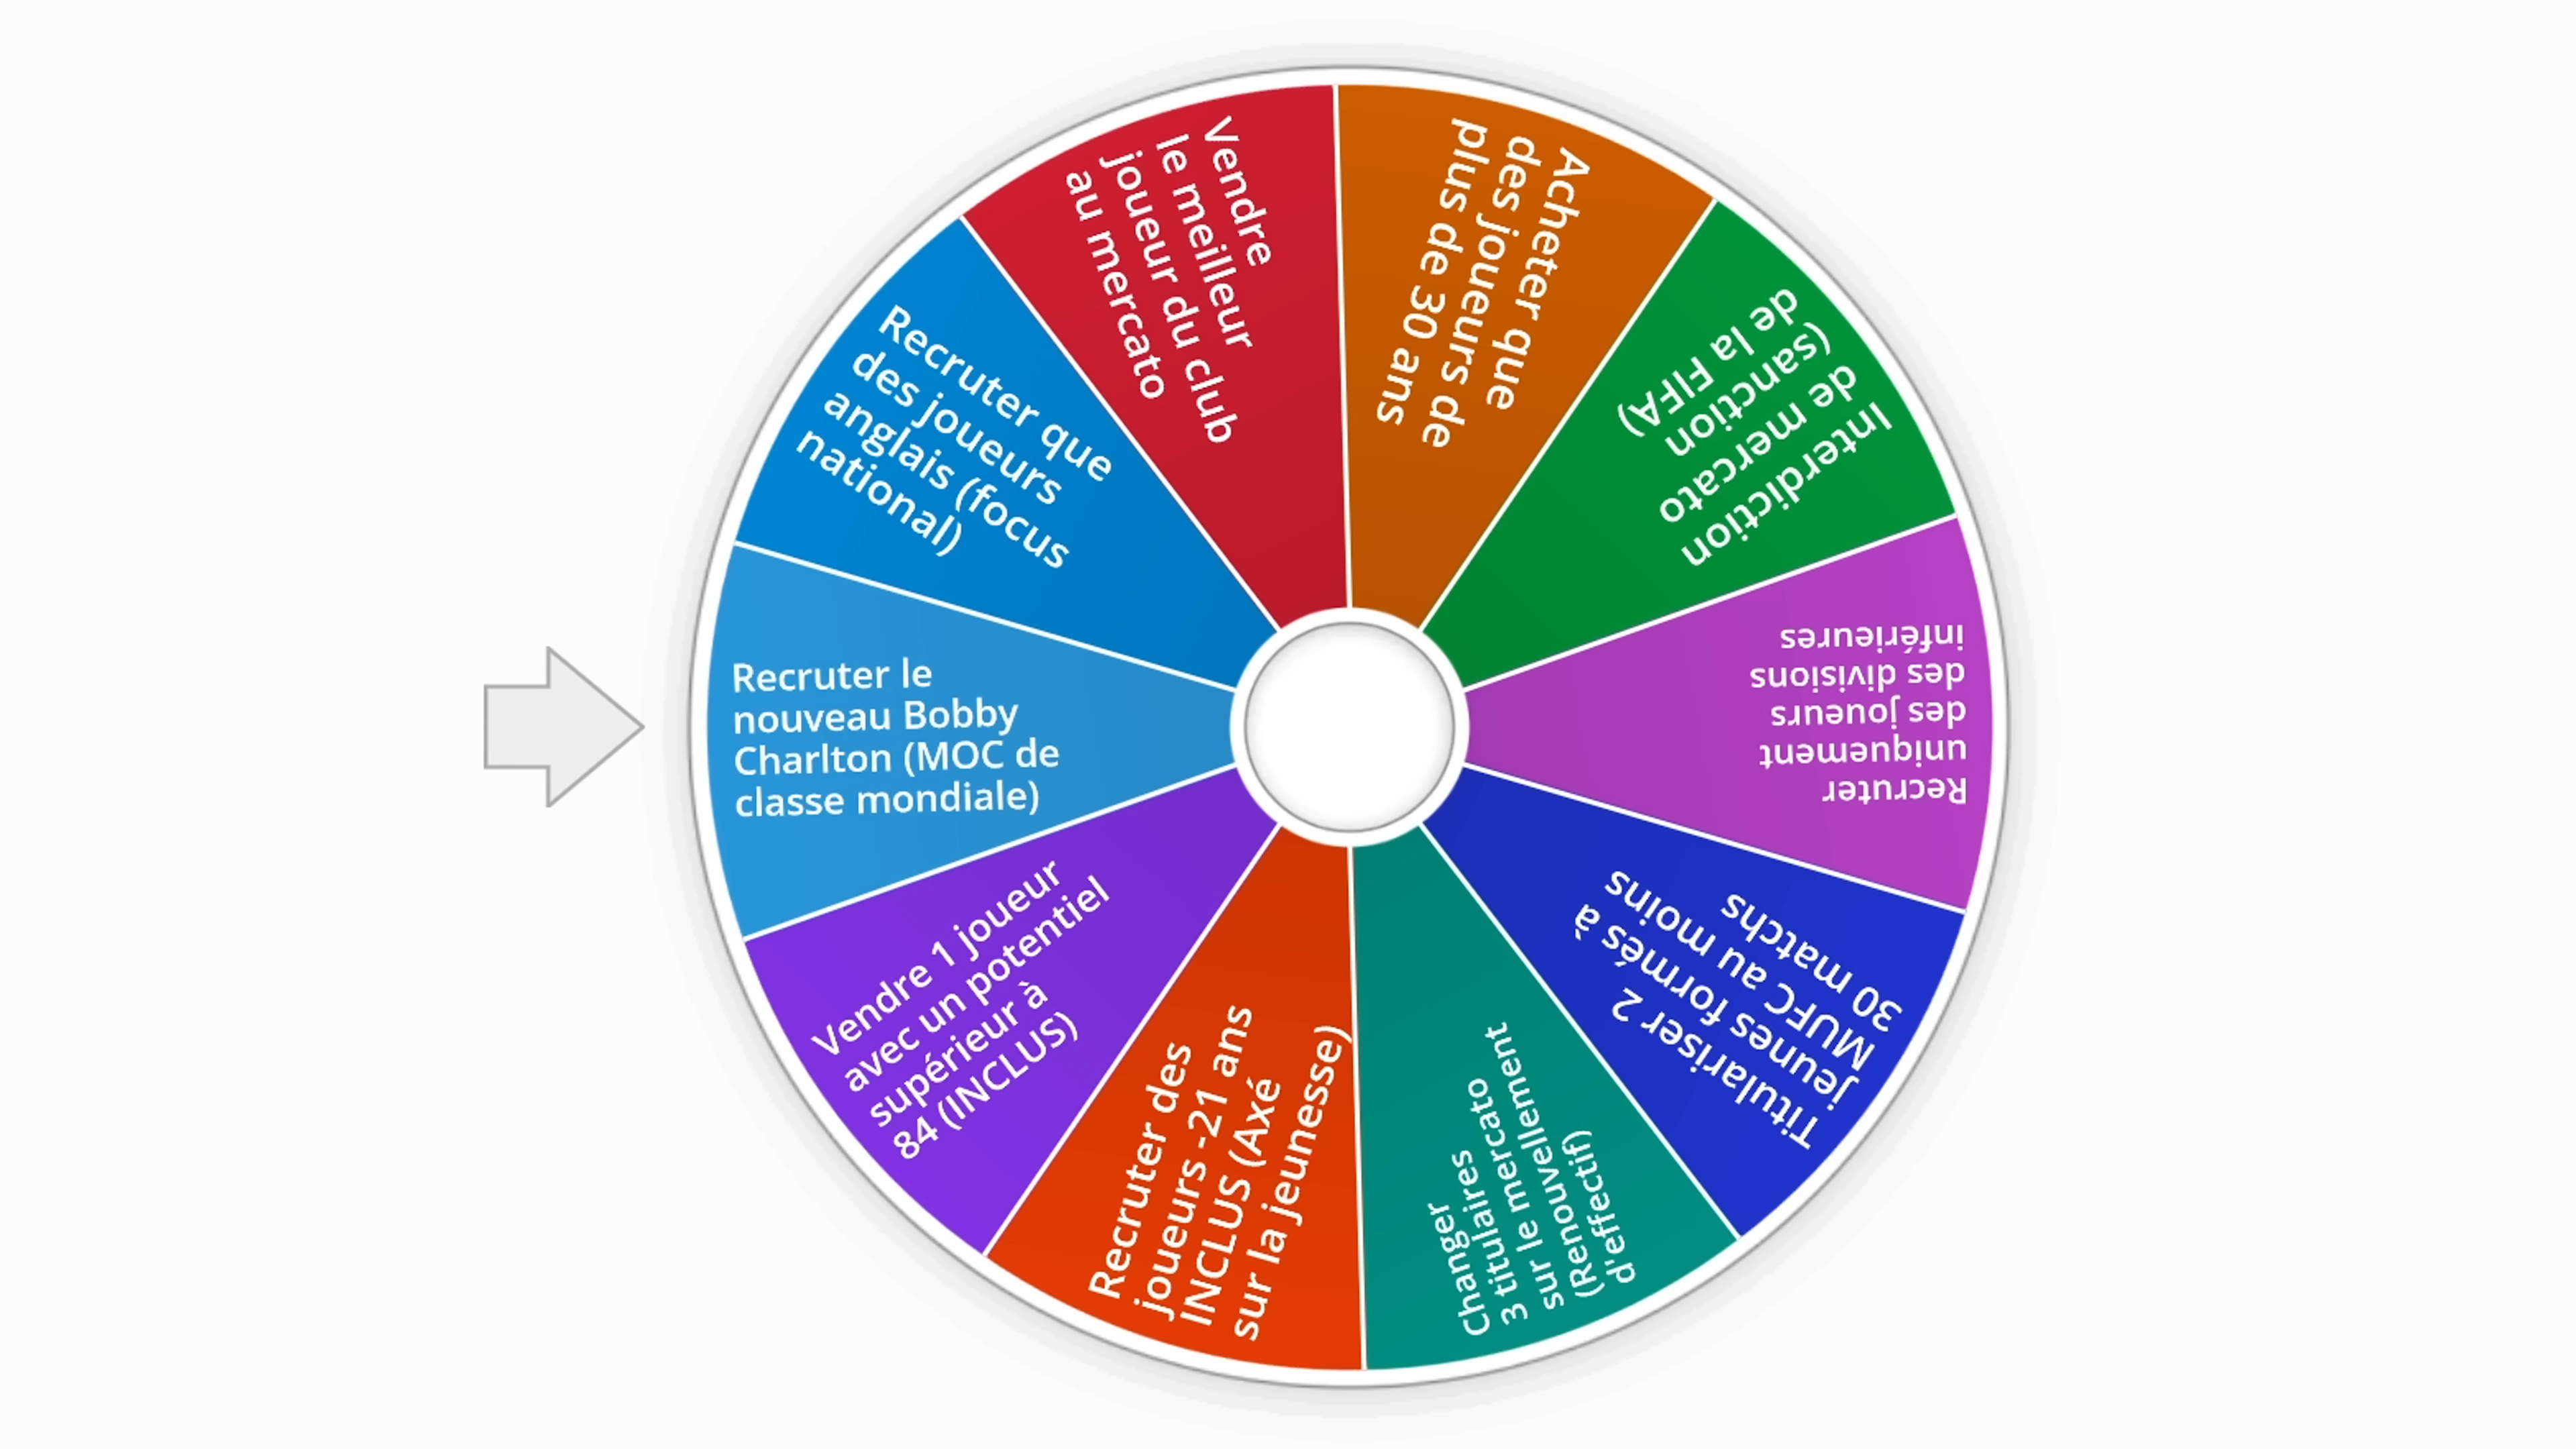 Vendre
le meilleur
joueur du club
au mercato
Acheter que
des joueurs de
plus de 30 ans
Interdiction
de mercato
(sanction
de la FIFA)
Recruter
uniquement
des joueurs
des divisions
inférieures
Titulariser 2
jeunes formés à
MUFC au moins
30 matchs
Changer
3 titulaires
sur le mercato
(Renouvellement
d'effectif)
Recruter des
joueurs -21 ans
INCLUS (Axé
sur la jeunesse)
Vendre 1 joueur
avec un potentiel
supérieur à
84 (INCLUS)
Recruter le
nouveau Bobby
Charlton (MOC de
classe mondiale)
Recruter que
des joueurs
anglais (focus
national)